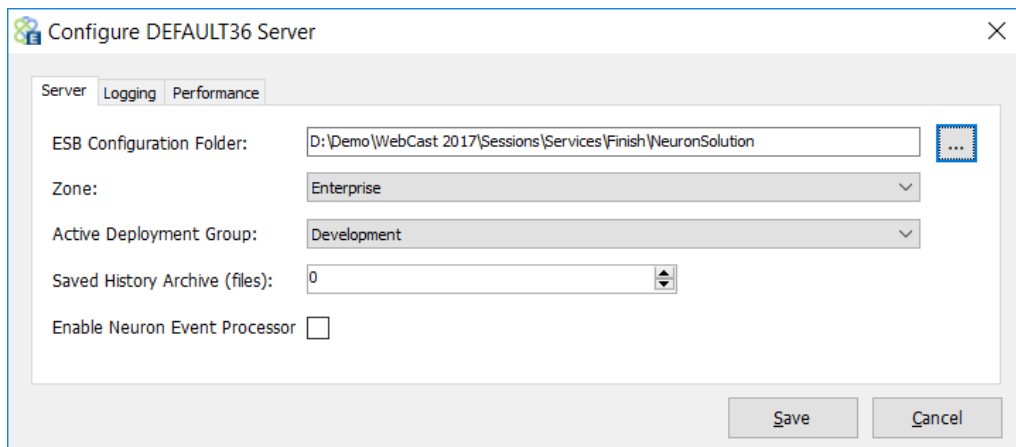 Configure DEFAULT36 Server
Server Logging Performance
ESB Configuration Folder: D:\Demo\WebCast 2017\Sessions\Services\Finish\NeuronSolution ...
Zone: Enterprise
Active Deployment Group: Development
Saved History Archive (files): 0
Enable Neuron Event Processor
Save Cancel